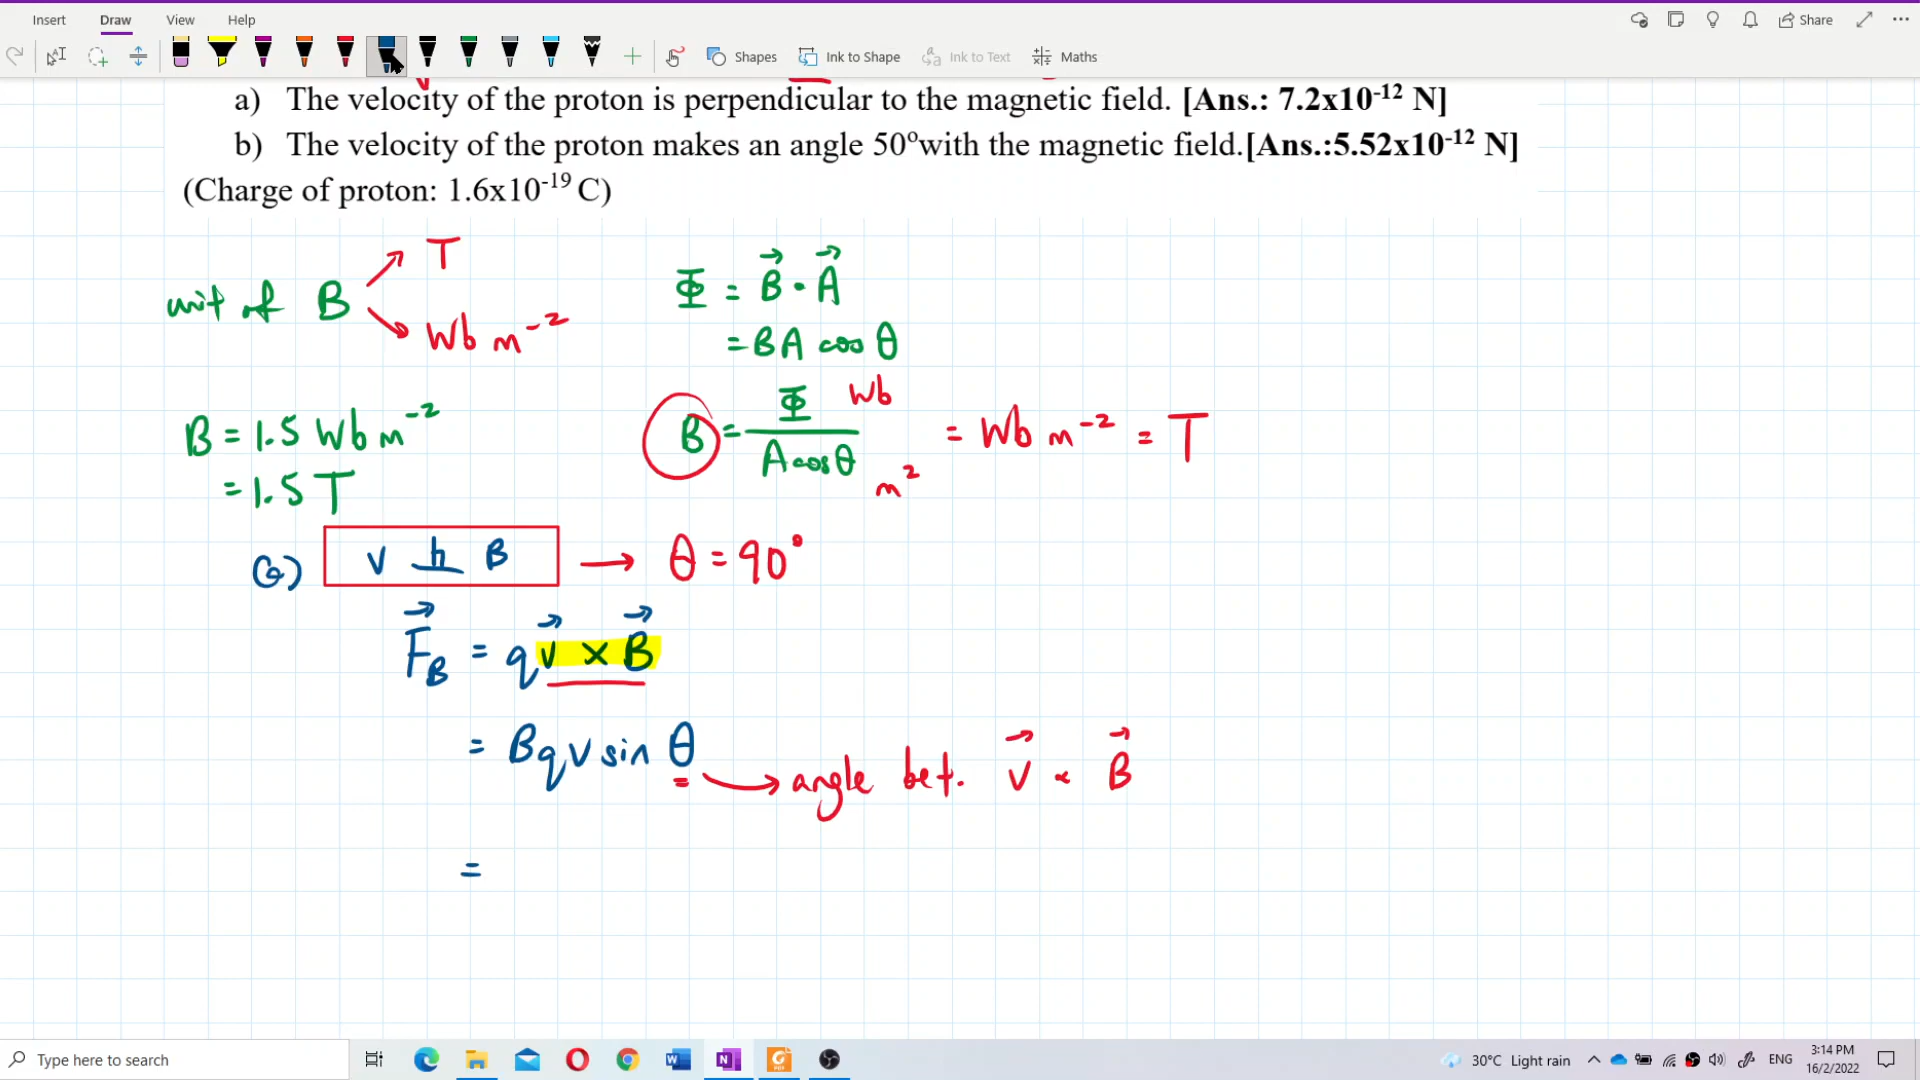 Insert Draw View Help
Share
Shapes Ink to Shape Ink to Text Maths
a) The velocity of the proton is perpendicular to the magnetic field. [Ans.: 7.2x10⁻¹² N]
b) The velocity of the proton makes an angle 50°with the magnetic field.[Ans.:5.52x10⁻¹² N]
(Charge of proton: 1.6x10⁻¹⁹ C)
unit of B → T
→ Wb m⁻²
Φ = B⃗ · A⃗
= BA cos θ
B = 1.5 Wb m⁻²
= 1.5 T
B = Φ / A cos θ Wb / m² = Wb m⁻² = T
(a) v ⊥ B → θ = 90°
F⃗_B = q v⃗ × B⃗
= Bqv sin θ
→ angle bet. v⃗ & B⃗
=
Type here to search
30°C Light rain
ENG
3:14 PM
16/2/2022